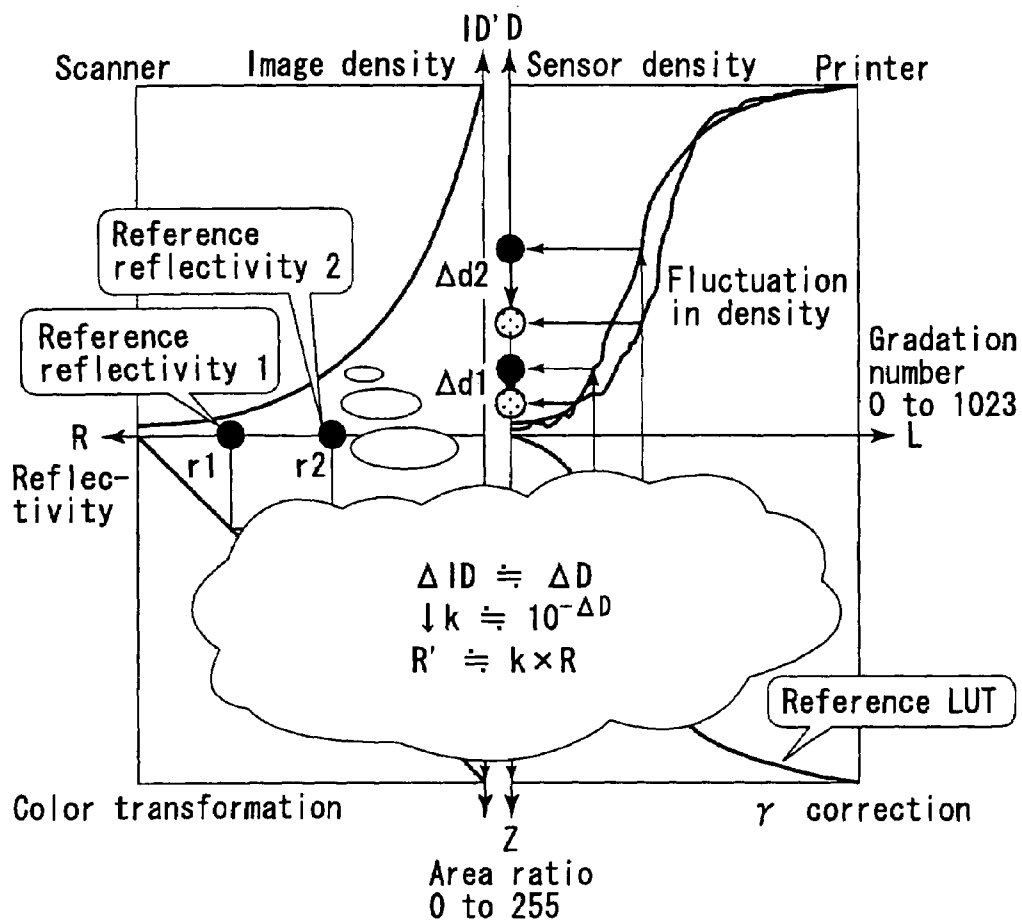 ID' D
Scanner
Image density
Sensor density
Printer
Reference
reflectivity 2
Δd2
Fluctuation
in density
Reference
reflectivity 1
Δd1
Gradation
number
0 to 1023
R
r1
r2
L
Reflec-
tivity
Δ ID ≒ Δ D
↓k ≒ 10^-ΔD
R' ≒ k×R
Reference LUT
Color transformation
γ correction
Z
Area ratio
0 to 255